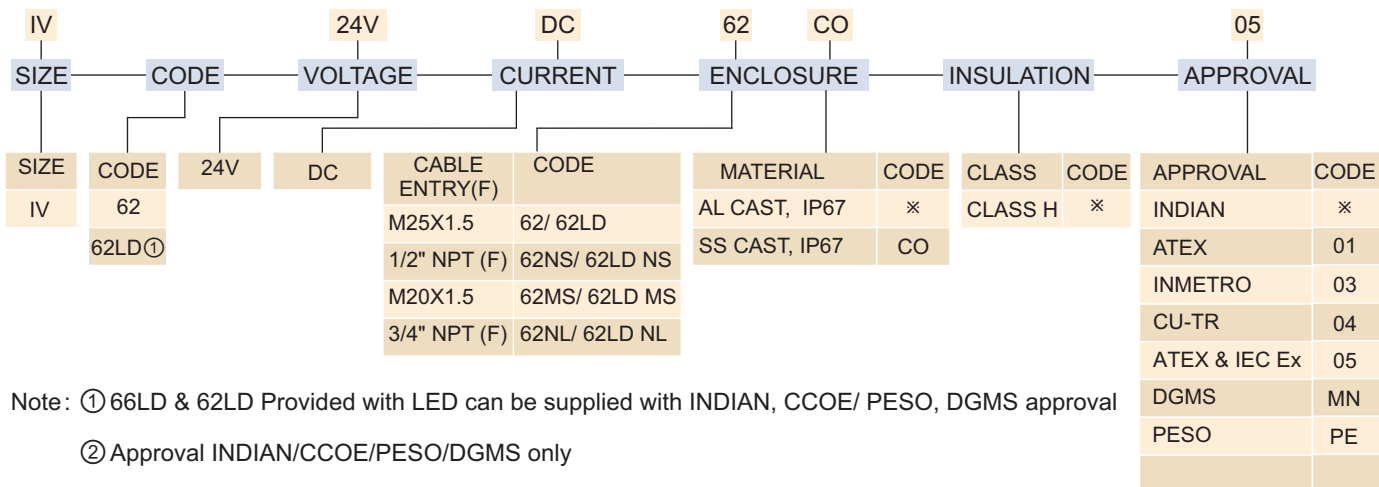 IV 24V DC 62 CO 05
SIZE CODE VOLTAGE CURRENT ENCLOSURE INSULATION APPROVAL
SIZE
IV
CODE
62
62LD①
24V
DC
CABLE ENTRY(F) CODE
M25X1.5 62/ 62LD
1/2" NPT (F) 62NS/ 62LD NS
M20X1.5 62MS/ 62LD MS
3/4" NPT (F) 62NL/ 62LD NL
MATERIAL CODE
AL CAST, IP67 ※
SS CAST, IP67 CO
CLASS CODE
CLASS H ※
APPROVAL CODE
INDIAN ※
ATEX 01
INMETRO 03
CU-TR 04
ATEX & IEC Ex 05
DGMS MN
PESO PE
Note: ① 66LD & 62LD Provided with LED can be supplied with INDIAN, CCOE/ PESO, DGMS approval
② Approval INDIAN/CCOE/PESO/DGMS only